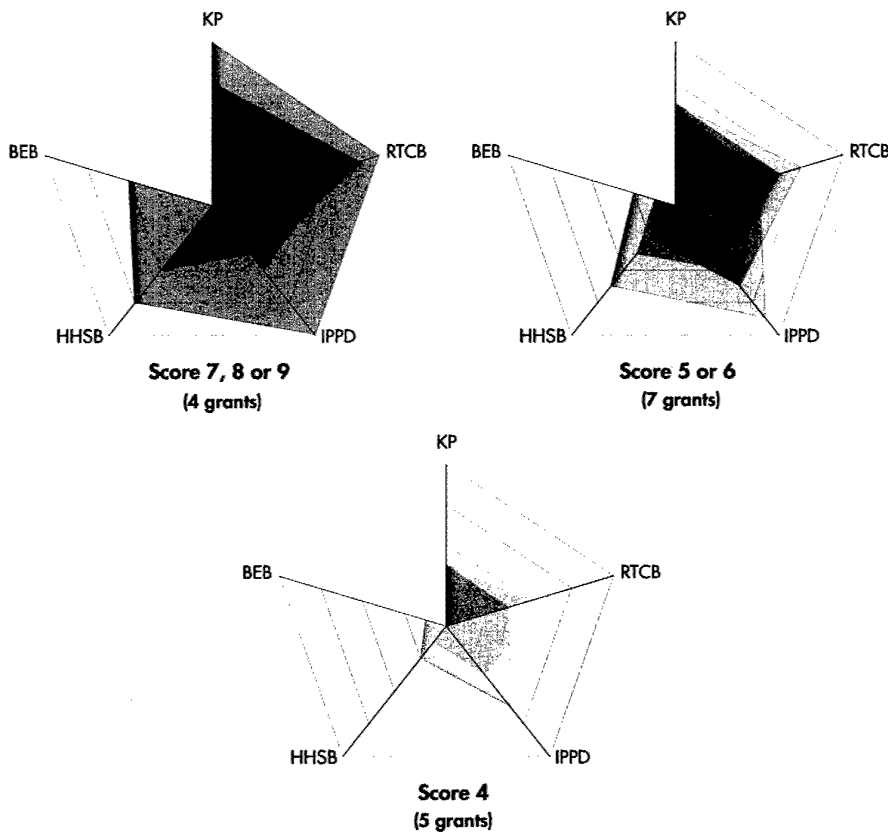 KP
RTCB
IPPD
HHSB
BEB
Score 7, 8 or 9
(4 grants)
KP
RTCB
IPPD
HHSB
BEB
Score 5 or 6
(7 grants)
KP
RTCB
IPPD
HHSB
BEB
Score 4
(5 grants)